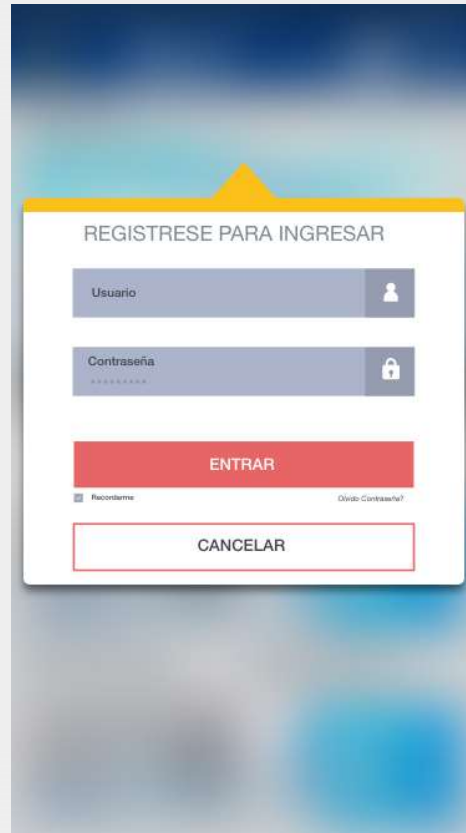 REGISTRESE PARA INGRESAR
Usuario
Contraseña
*********
ENTRAR
Recordarme
Olvido Contraseña?
CANCELAR